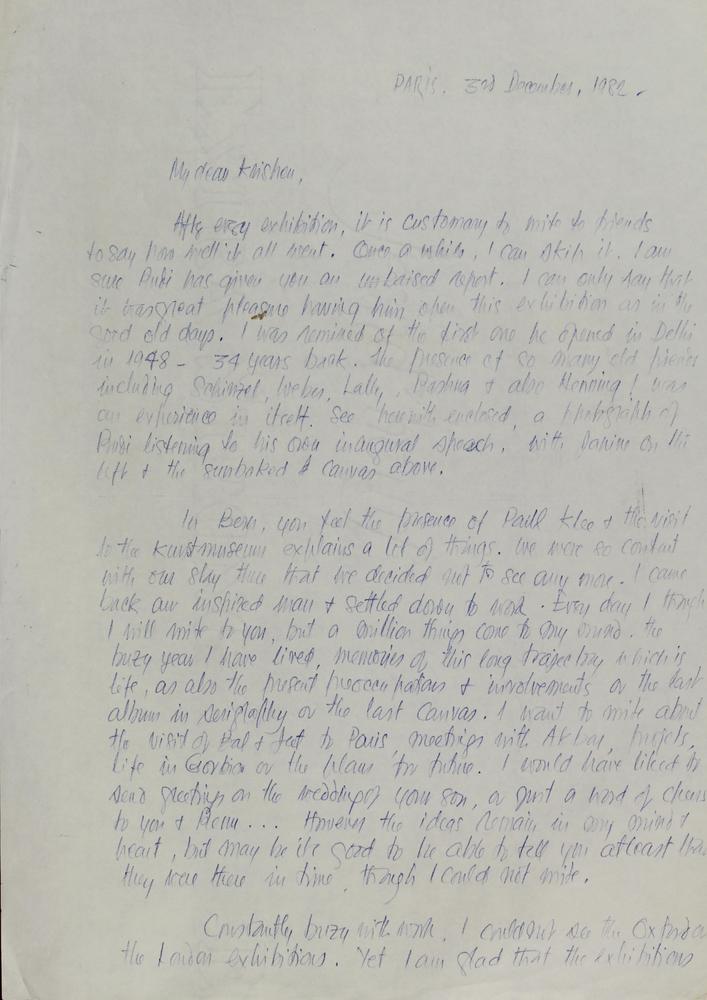 PARIS. 3rd December, 1982.
My dear Krishen,
After every exhibition, it is customary to write to friends
to say how well it all went. Once a while, I can skip it. I am
sure Rudi has given you an unbaised report. I can only say that
it was great pleasure having him open this exhibition as in the
good old days. I was remined of the first one he opened in Delhi
in 1948 - 34 years back. The presence of so many old friends
including Schinzel, Weber, Lally, & also Henning! was
an experience in itself. See herewith enclosed, a photograph of
Rudi listening to his own inaugural speech, with Janine on the
left & the sunbaked canvas above.
In Bern, you feel the presence of Paul Klee & the visit
to the Kunstmuseum explains a lot of things. We were so content
with our stay there that we decided not to see any more. I came
back an inspired man & settled down to work. Every day I though
I will write to you, but a million things come to my mind. The
buzy year I have lived, memories of this long trajectory which is
life, as also the present preoccupations & involvements or the last
album in serigraphy or the last canvas. I want to write about
the visit of Bal & to Paris, meetings with Akbar, projets,
life in Gorbio or the plans for future. I would have liked to
send greetings on the wedding of your son, or just a word of cheers
to you & Renu ... However the ideas remain in my mind &
heart, but may be it is good to be able to tell you atleast that
they were there in time, though I could not write.
Constantly buzy with work, I couldn't see the Oxford or
the London exhibitions. Yet I am glad that the exhibitions